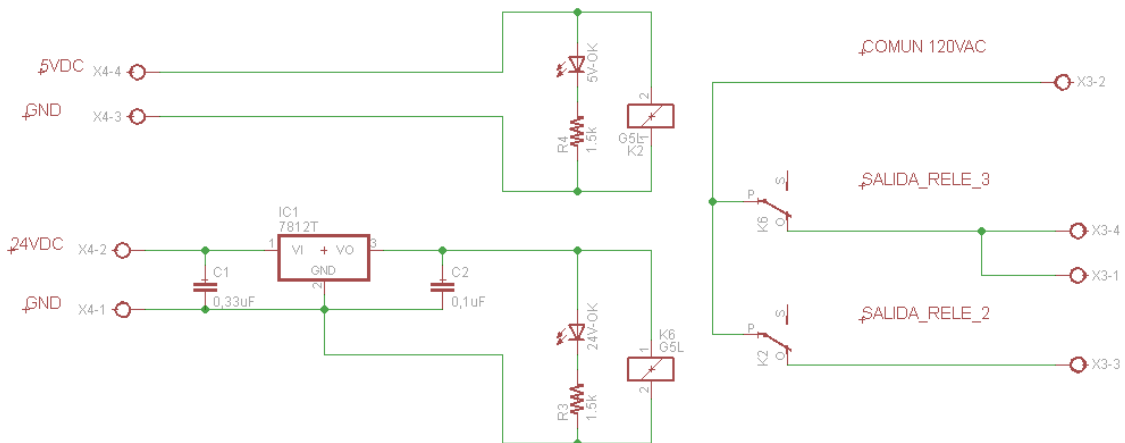 5VDC X4-4
GND X4-3
5V-OK
R4
1.5k
2
1
G5L
K2
24VDC X4-2
GND X4-1
IC1
7812T
1 VI VO 3
GND
2
C1
0,33uF
C2
0,1uF
24V-OK
R3
1.5k
K6
G5L
1
2
COMUN 120VAC
X3-2
SALIDA_RELE_3
P S
O
K6
X3-4
X3-1
SALIDA_RELE_2
P S
O
K2
X3-3